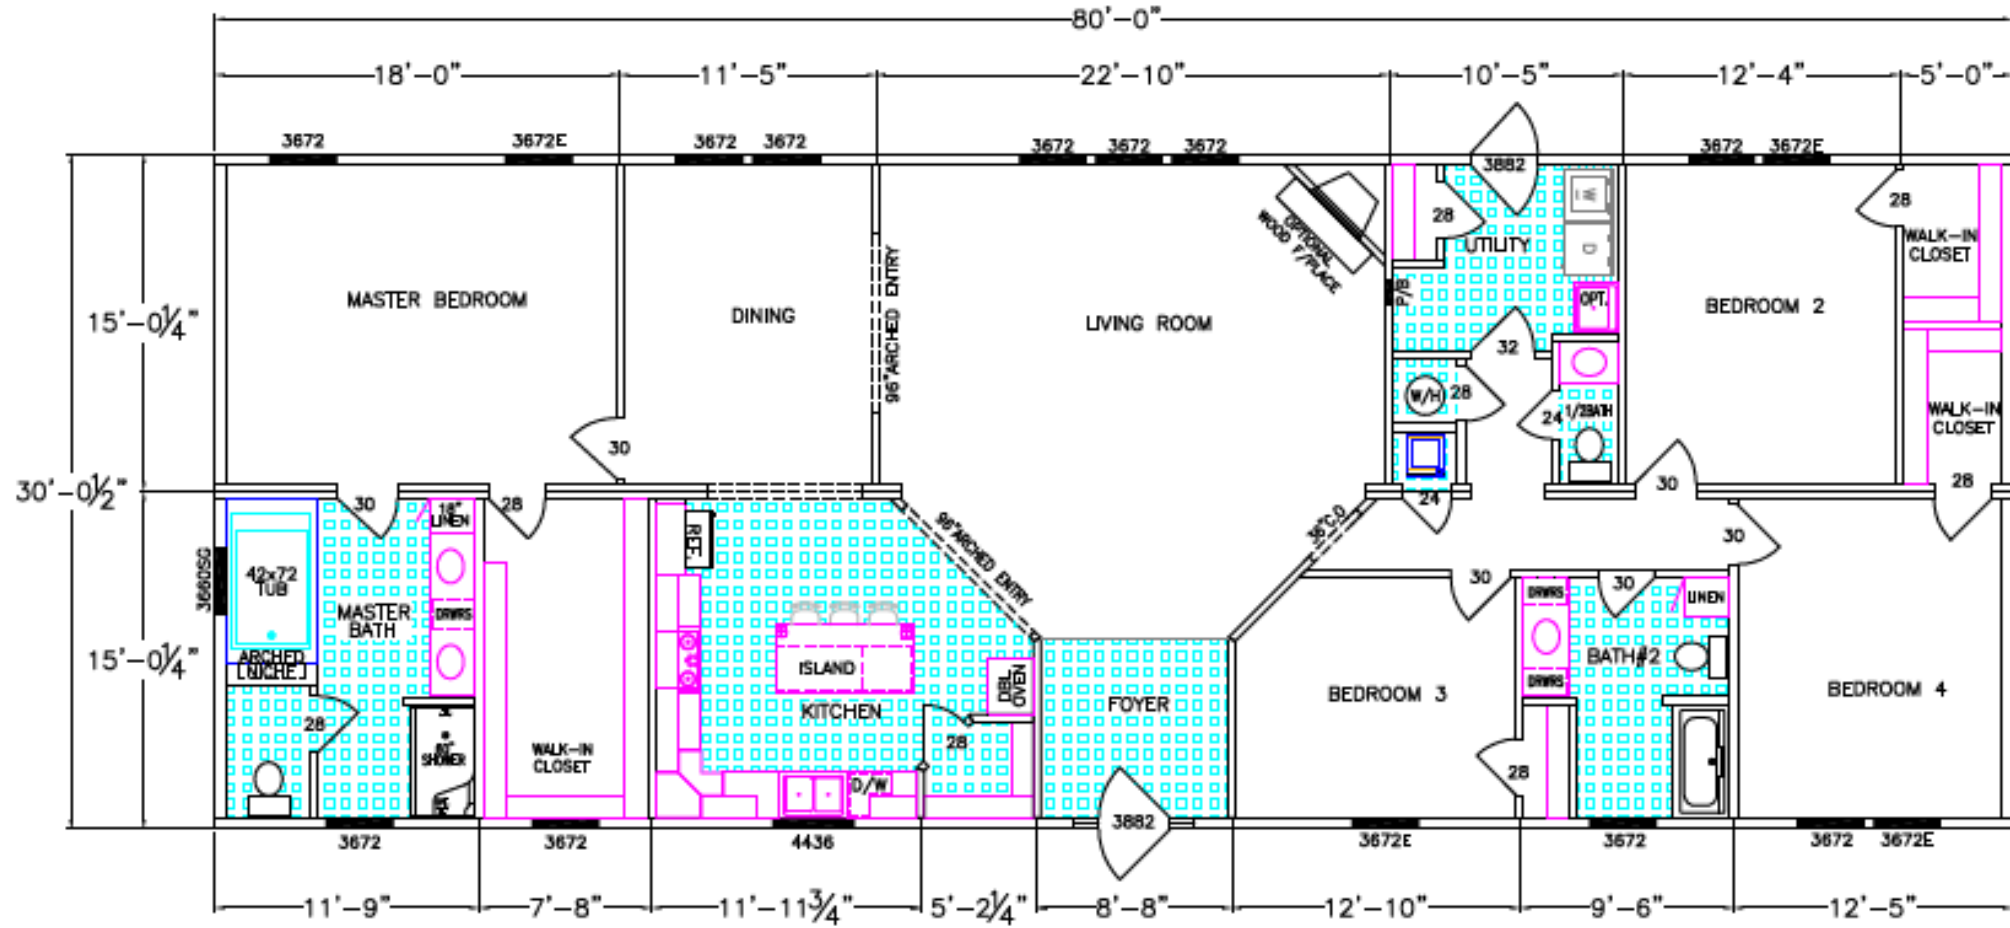 80'-0"
18'-0" 11'-5" 22'-10" 10'-5" 12'-4" 5'-0"
3672 3672E 3672 3672 3672 3672 3672 3882 3672 3672E
28 28
UTILITY
WALK-IN
CLOSET
OPTIONAL
WOOD F/PLACE
W
D
96"ARCHED ENTRY
P/B
OPT.
MASTER BEDROOM
DINING
LIVING ROOM
BEDROOM 2
15'-0¼"
32
W/H
28
24
1/2BATH
WALK-IN
CLOSET
30
30
28
30'-0½"
30
28
18"
LINEN
REF.
96"ARCHED ENTRY
36"C.O
24
30
3660SG
42x72
TUB
MASTER
BATH
DRWRS
30
DRWRS
30
LINEN
15'-0¼"
ARCHED
NICHE
ISLAND
KITCHEN
DBL
OVEN
FOYER
BEDROOM 3
BATH#2
DRWRS
BEDROOM 4
28
SHOWER
WALK-IN
CLOSET
28
28
D/W
3672 3672 4436 3882 3672E 3672 3672 3672E
11'-9" 7'-8" 11'-11¾" 5'-2¼" 8'-8" 12'-10" 9'-6" 12'-5"